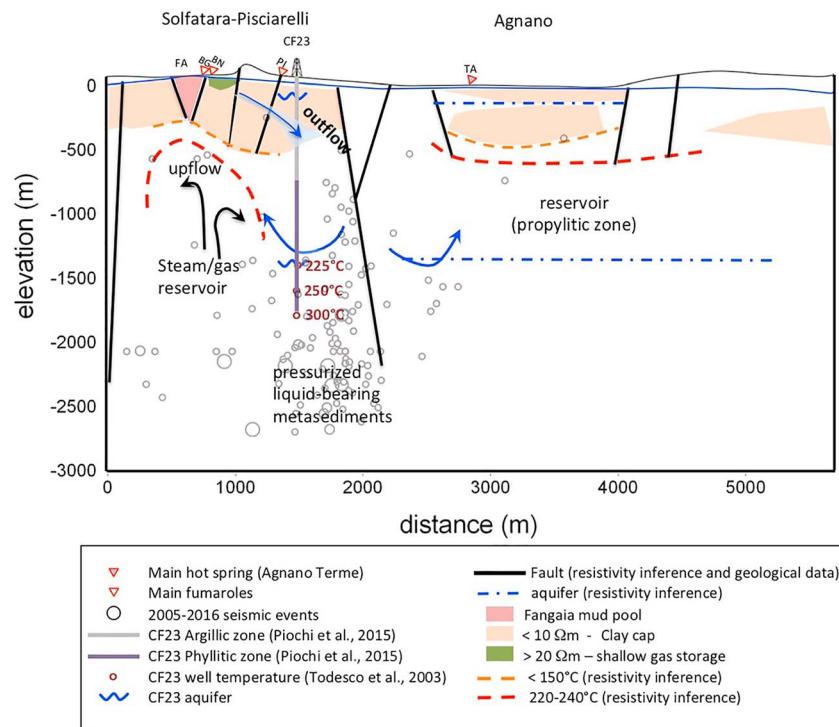 Solfatara-Pisciarelli
Agnano
CF23
FA
BG
BN
PI
TA
0
-500
-1000
-1500
-2000
-2500
-3000
elevation (m)
outflow
upflow
Steam/gas
reservoir
225°C
250°C
300°C
pressurized
liquid-bearing
metasediments
reservoir
(propylitic zone)
0
1000
2000
3000
4000
5000
distance (m)
Main hot spring (Agnano Terme)
Main fumaroles
2005-2016 seismic events
CF23 Argillic zone (Piochi et al., 2015)
CF23 Phyllitic zone (Piochi et al., 2015)
CF23 well temperature (Todesco et al., 2003)
CF23 aquifer
Fault (resistivity inference and geological data)
aquifer (resistivity inference)
Fangaia mud pool
< 10 Ωm - Clay cap
> 20 Ωm – shallow gas storage
< 150°C (resistivity inference)
220-240°C (resistivity inference)